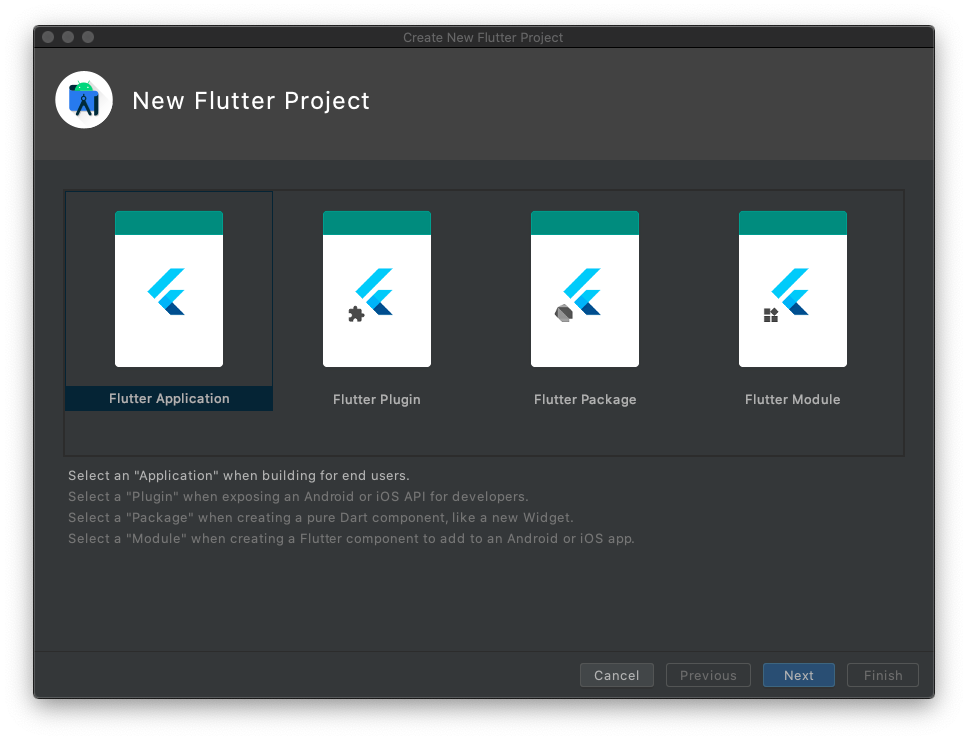 Create New Flutter Project
New Flutter Project
Flutter Application
Flutter Plugin
Flutter Package
Flutter Module
Select an "Application" when building for end users.
Select a "Plugin" when exposing an Android or iOS API for developers.
Select a "Package" when creating a pure Dart component, like a new Widget.
Select a "Module" when creating a Flutter component to add to an Android or iOS app.
Cancel
Previous
Next
Finish